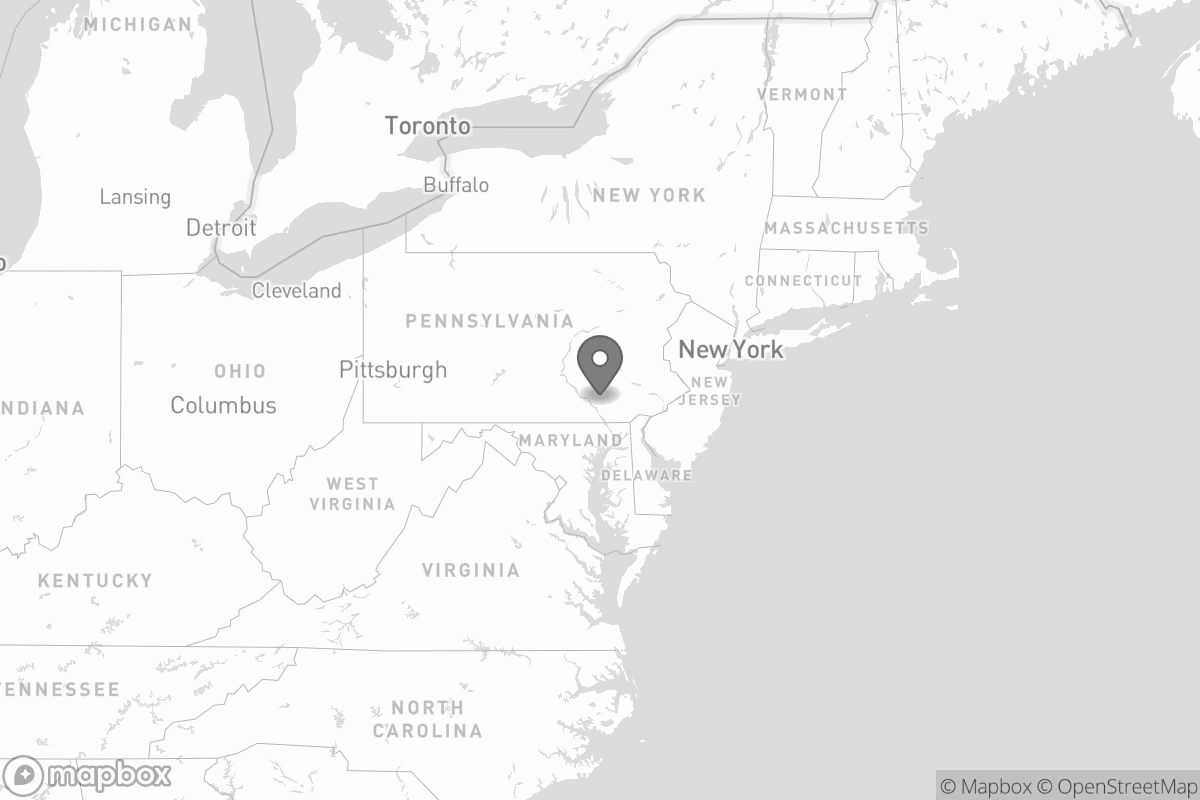 MICHIGAN
VERMONT
Toronto
Buffalo
Lansing
NEW YORK
Detroit
MASSACHUSETTS
CONNECTICUT
Cleveland
PENNSYLVANIA
New York
OHIO
Pittsburgh
NEW
JERSEY
Columbus
NDIANA
MARYLAND
DELAWARE
WEST
VIRGINIA
VIRGINIA
KENTUCKY
TENNESSEE
NORTH
CAROLINA
mapbox
© Mapbox © OpenStreetMap